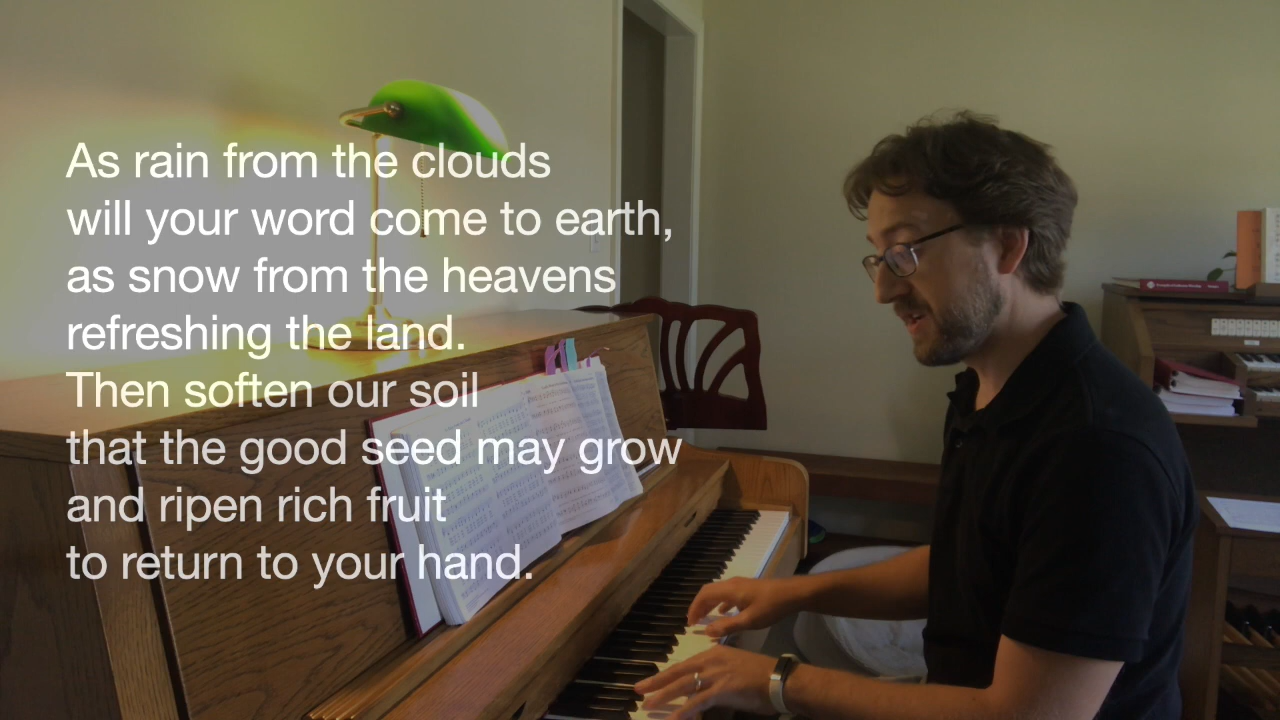 As rain from the clouds
will your word come to earth,
as snow from the heavens
refreshing the land.
Then soften our soil
that the good seed may grow
and ripen rich fruit
to return to your hand.